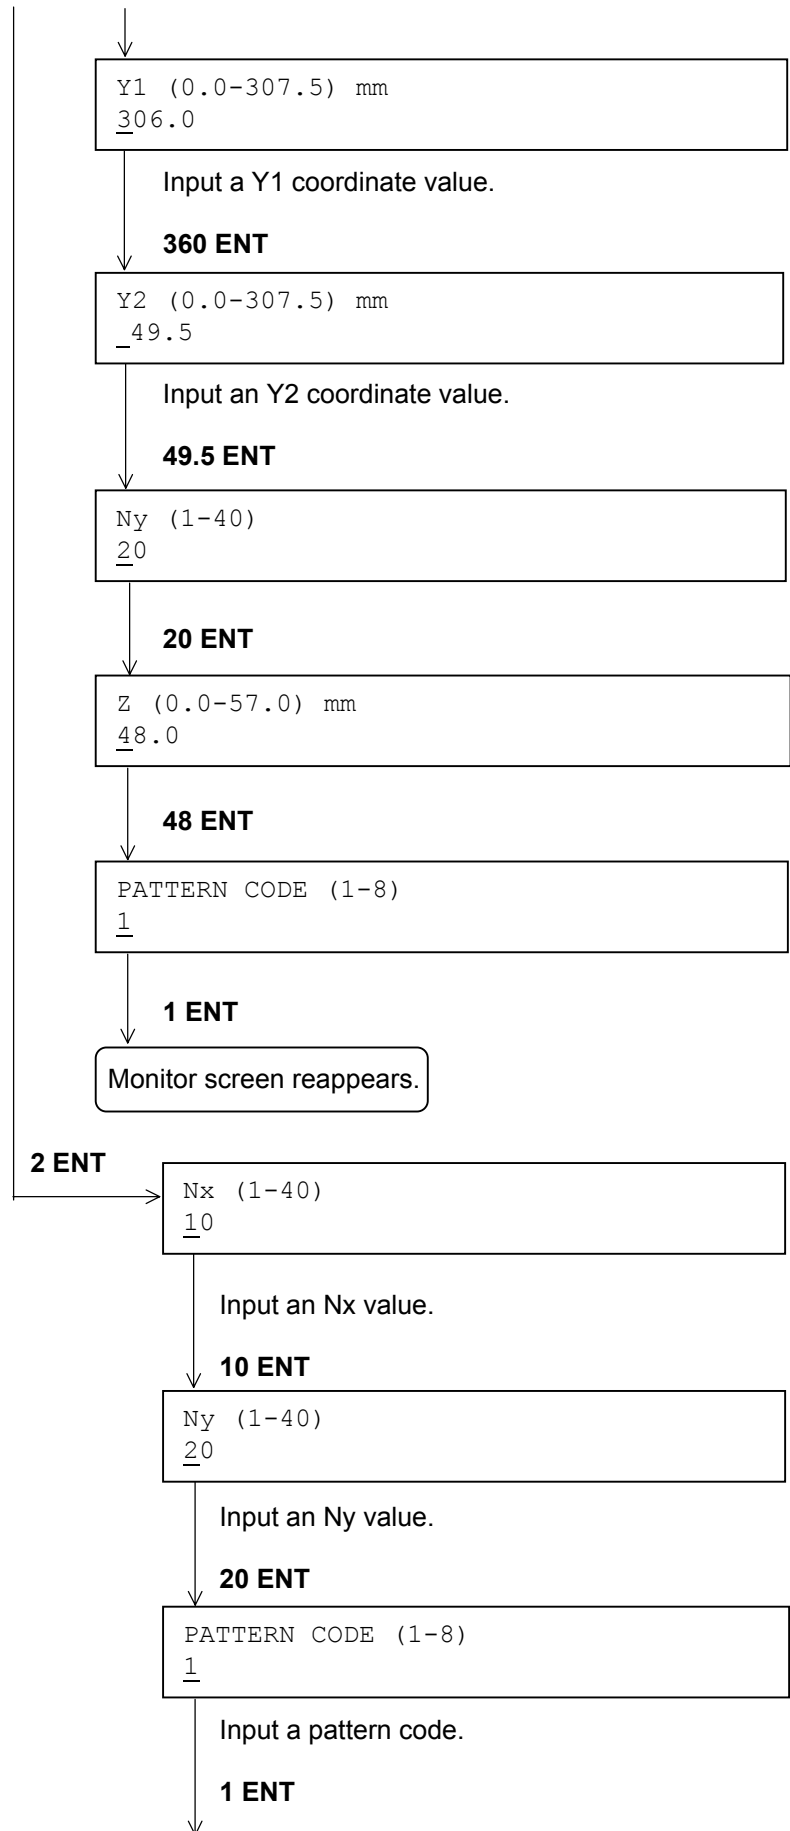 Y1 (0.0-307.5) mm
306.0
Input a Y1 coordinate value.
360 ENT
Y2 (0.0-307.5) mm
_49.5
Input an Y2 coordinate value.
49.5 ENT
Ny (1-40)
20
20 ENT
Z (0.0-57.0) mm
48.0
48 ENT
PATTERN CODE (1-8)
1
1 ENT
Monitor screen reappears.
2 ENT
Nx (1-40)
10
Input an Nx value.
10 ENT
Ny (1-40)
20
Input an Ny value.
20 ENT
PATTERN CODE (1-8)
1
Input a pattern code.
1 ENT